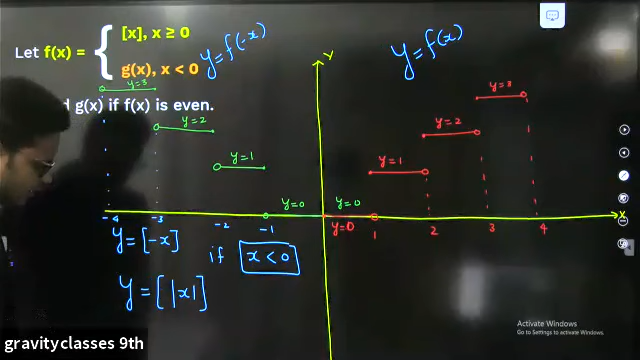 Let f(x) = { [x], x ≥ 0
g(x), x < 0
g(x) if f(x) is even.
y=f(-x)
y=f(x)
Y
y=3
y=2
y=1
y=0
y=0
y=3
y=2
y=1
y=0
-4
-3
-2
-1
1
2
3
4
X
y=[-x] if x<0
y=[|x|]
Activate Windows
Go to Settings to activate Windows.
gravityclasses 9th